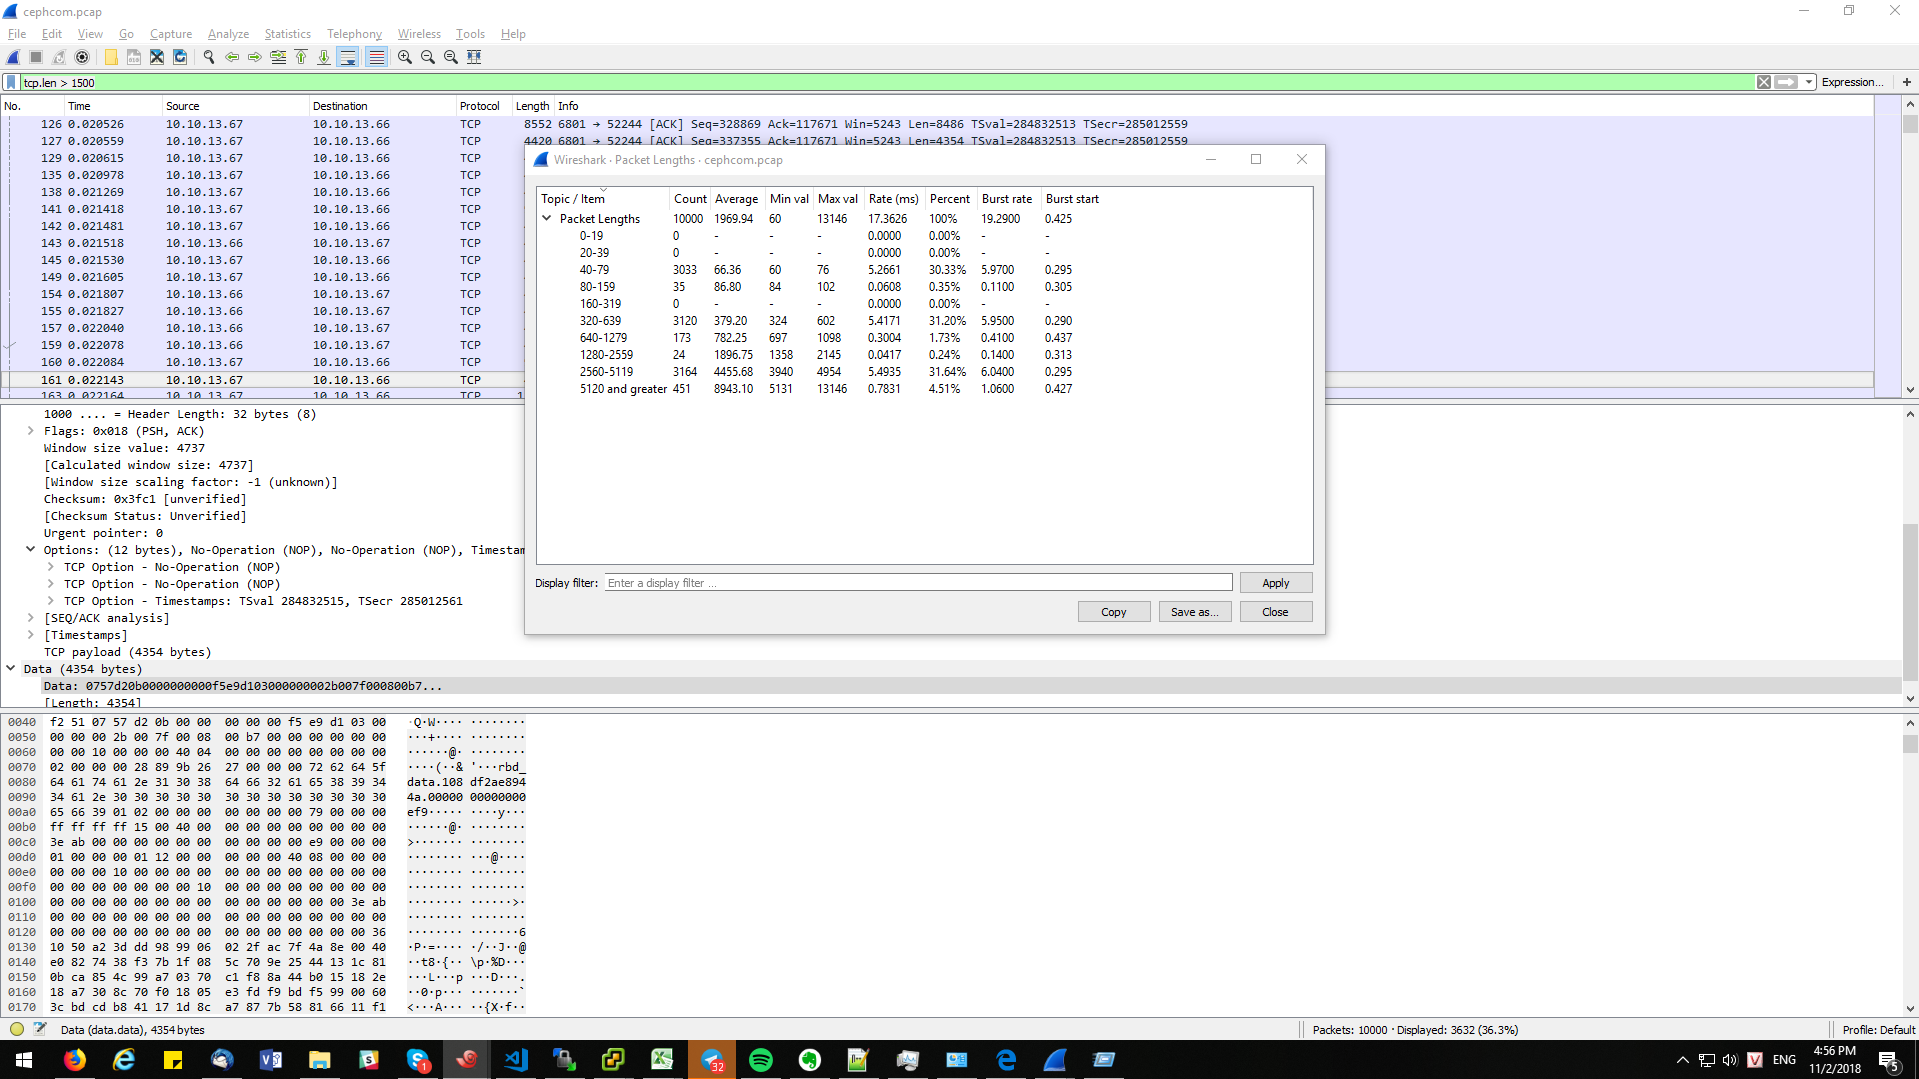 cephcom.pcap
File Edit View Go Capture Analyze Statistics Telephony Wireless Tools Help
tcp.len > 1500
Expression... +
No. Time Source Destination Protocol Length Info
126 0.020526 10.10.13.67 10.10.13.66 TCP 8552 6801 → 52244 [ACK] Seq=328869 Ack=117671 Win=5243 Len=8486 TSval=284832513 TSecr=285012559
127 0.020559 10.10.13.67 10.10.13.66 TCP 4420 6801 → 52244 [ACK] Seq=337355 Ack=117671 Win=5243 Len=4354 TSval=284832513 TSecr=285012559
129 0.020615 10.10.13.67 10.10.13.66 TCP
135 0.020978 10.10.13.67 10.10.13.66 TCP
138 0.021269 10.10.13.67 10.10.13.66 TCP
141 0.021418 10.10.13.66 10.10.13.67 TCP
142 0.021481 10.10.13.66 10.10.13.67 TCP
143 0.021518 10.10.13.66 10.10.13.67 TCP
145 0.021530 10.10.13.66 10.10.13.67 TCP
149 0.021605 10.10.13.66 10.10.13.67 TCP
154 0.021807 10.10.13.66 10.10.13.67 TCP
155 0.021827 10.10.13.66 10.10.13.67 TCP
157 0.022040 10.10.13.66 10.10.13.67 TCP
159 0.022078 10.10.13.66 10.10.13.67 TCP
160 0.022084 10.10.13.67 10.10.13.66 TCP
161 0.022143 10.10.13.67 10.10.13.66 TCP
163 0.022164 10.10.13.67 10.10.13.66 TCP 1
Wireshark · Packet Lengths · cephcom.pcap
Topic / Item Count Average Min val Max val Rate (ms) Percent Burst rate Burst start
Packet Lengths 10000 1969.94 60 13146 17.3626 100% 19.2900 0.425
0-19 0 - - - 0.0000 0.00% - -
20-39 0 - - - 0.0000 0.00% - -
40-79 3033 66.36 60 76 5.2661 30.33% 5.9700 0.295
80-159 35 86.80 84 102 0.0608 0.35% 0.1100 0.305
160-319 0 - - - 0.0000 0.00% - -
320-639 3120 379.20 324 602 5.4171 31.20% 5.9500 0.290
640-1279 173 782.25 697 1098 0.3004 1.73% 0.4100 0.437
1280-2559 24 1896.75 1358 2145 0.0417 0.24% 0.1400 0.313
2560-5119 3164 4455.68 3940 4954 5.4935 31.64% 6.0400 0.295
5120 and greater 451 8943.10 5131 13146 0.7831 4.51% 1.0600 0.427
Display filter: Enter a display filter ... Apply
Copy Save as... Close
1000 .... = Header Length: 32 bytes (8)
Flags: 0x018 (PSH, ACK)
Window size value: 4737
[Calculated window size: 4737]
[Window size scaling factor: -1 (unknown)]
Checksum: 0x3fc1 [unverified]
[Checksum Status: Unverified]
Urgent pointer: 0
Options: (12 bytes), No-Operation (NOP), No-Operation (NOP), Timestam
TCP Option - No-Operation (NOP)
TCP Option - No-Operation (NOP)
TCP Option - Timestamps: TSval 284832515, TSecr 285012561
[SEQ/ACK analysis]
[Timestamps]
TCP payload (4354 bytes)
Data (4354 bytes)
Data: 0757d20b0000000000f5e9d103000000002b007f000800b7...
[Length: 4354]
0040 f2 51 07 57 d2 0b 00 00 00 00 00 f5 e9 d1 03 00 ·Q·W···· ········
0050 00 00 00 2b 00 7f 00 08 00 b7 00 00 00 00 00 00 ···+···· ········
0060 00 00 10 00 00 00 40 04 00 00 00 00 00 00 00 00 ······@· ········
0070 02 00 00 00 28 89 9b 26 27 00 00 00 72 62 64 5f ····(··& '···rbd_
0080 64 61 74 61 2e 31 30 38 64 66 32 61 65 38 39 34 data.108 df2ae894
0090 34 61 2e 30 30 30 30 30 30 30 30 30 30 30 30 30 4a.00000 00000000
00a0 65 66 39 01 02 00 00 00 00 00 00 00 79 00 00 00 ef9····· ····y···
00b0 ff ff ff ff 15 00 40 00 00 00 00 00 00 00 00 00 ······@· ········
00c0 3e ab 00 00 00 00 00 00 00 00 00 00 e9 00 00 00 >······· ········
00d0 01 00 00 00 01 12 00 00 00 00 00 40 08 00 00 00 ········ ···@····
00e0 00 00 00 10 00 00 00 00 00 00 00 00 00 00 00 00 ········ ········
00f0 00 00 00 00 00 00 00 10 00 00 00 00 00 00 00 00 ········ ········
0100 00 00 00 00 00 00 00 00 00 00 00 00 00 00 3e ab ········ ······>·
0110 00 00 00 00 00 00 00 00 00 00 00 00 00 00 00 00 ········ ········
0120 00 00 00 00 00 00 00 00 00 00 00 00 00 00 00 36 ········ ·······6
0130 10 50 a2 3d dd 98 99 06 02 2f ac 7f 4a 8e 00 40 ·P·=···· ·/··J··@
0140 e0 82 74 38 f3 7b 1f 08 5c 70 9e 25 44 13 1c 81 ··t8·{·· \p·%D···
0150 0b ca 85 4c 99 a7 03 70 c1 f8 8a 44 b0 15 18 2e ···L···p ···D···.
0160 18 a7 30 8c 70 f0 18 05 e3 fd f9 bd f5 99 00 60 ··0·p··· ·······`
0170 3c bd cd b8 41 17 1d 8c a7 87 7b 58 81 66 11 f1 <···A··· ··{X·f··
Data (data.data), 4354 bytes
Packets: 10000 · Displayed: 3632 (36.3%)
Profile: Default
1
32
ENG
4:56 PM
11/2/2018
5